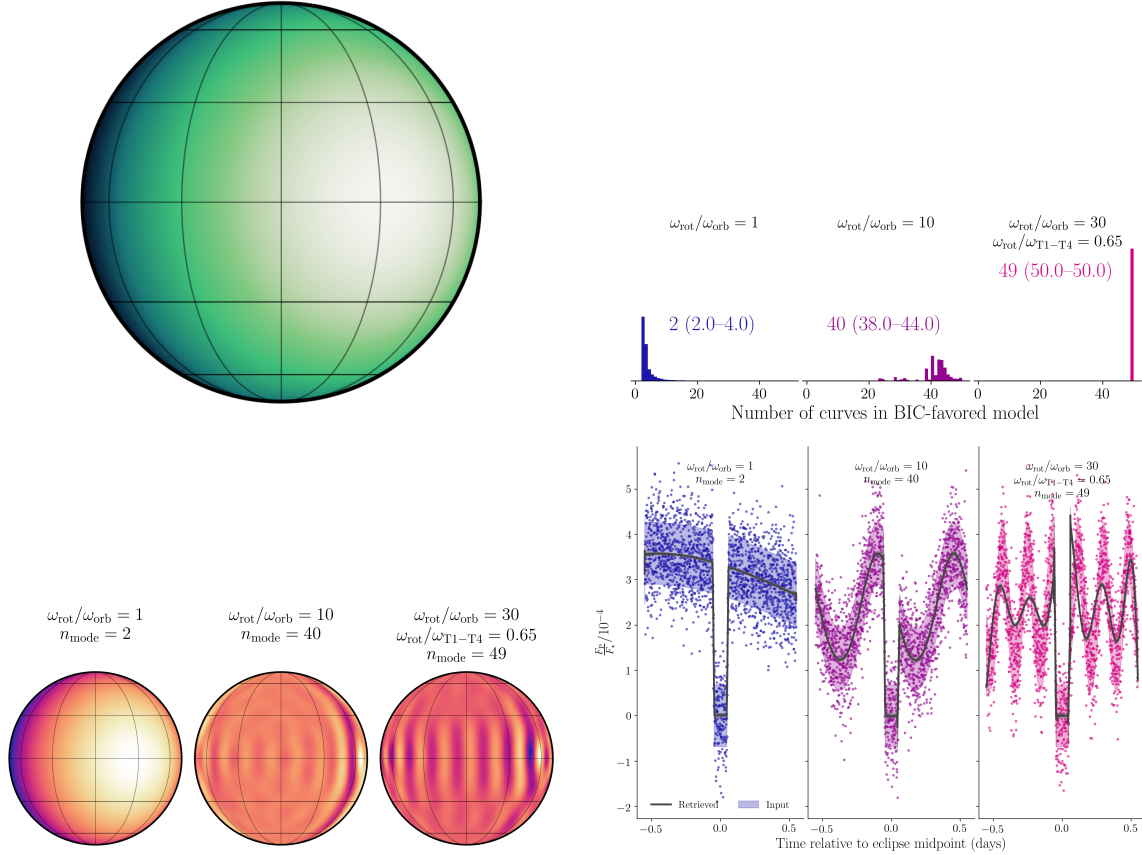 ω_rot/ω_orb = 1
ω_rot/ω_orb = 10
ω_rot/ω_orb = 30
ω_rot/ω_T1−T4 = 0.65
2 (2.0–4.0)
40 (38.0–44.0)
49 (50.0–50.0)
0 20 40 0 20 40 0 20 40
Number of curves in BIC-favored model
ω_rot/ω_orb = 1
n_mode = 2
ω_rot/ω_orb = 10
n_mode = 40
ω_rot/ω_orb = 30
ω_rot/ω_T1−T4 = 0.65
n_mode = 49
F_p/F_* /10^−4
5
4
3
2
1
0
−1
−2
Retrieved
Input
−0.5 0.0 0.5 −0.5 0.0 0.5 −0.5 0.0 0.5
Time relative to eclipse midpoint (days)
ω_rot/ω_orb = 1
n_mode = 2
ω_rot/ω_orb = 10
n_mode = 40
ω_rot/ω_orb = 30
ω_rot/ω_T1−T4 = 0.65
n_mode = 49